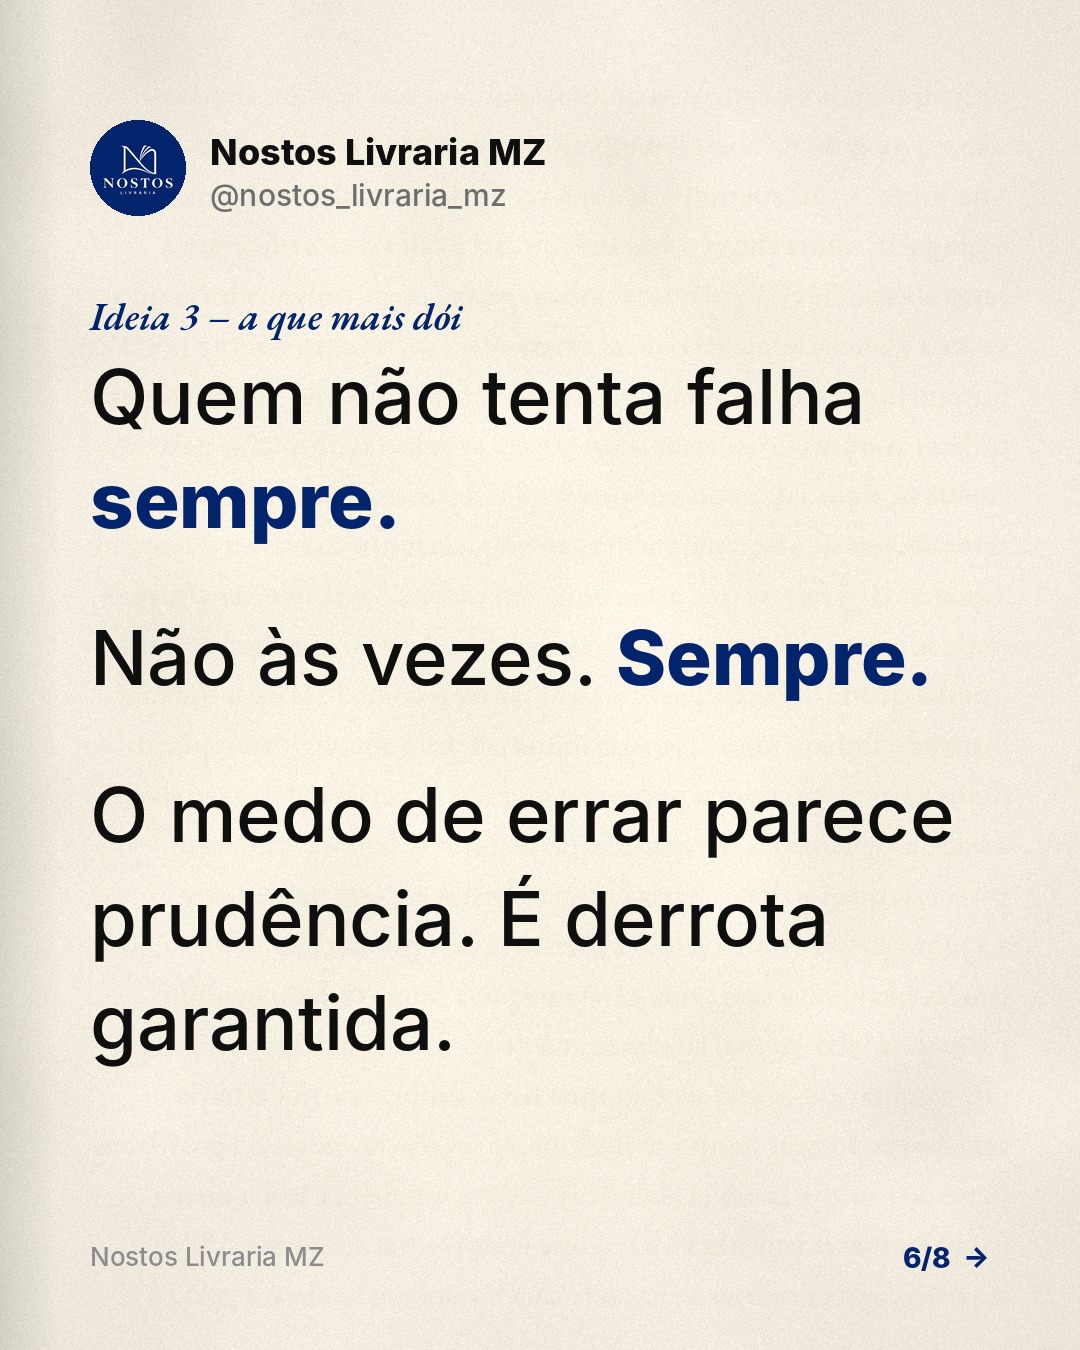 NOSTOS
LIVRARIA
Nostos Livraria MZ
@nostos_livraria_mz
Ideia 3 – a que mais dói
Quem não tenta falha
sempre.
Não às vezes. Sempre.
O medo de errar parece
prudência. É derrota
garantida.
Nostos Livraria MZ
6/8 →